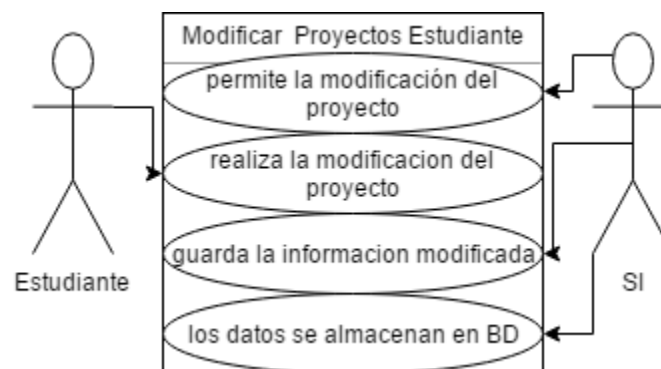 Modificar Proyectos Estudiante
permite la modificación del
proyecto
realiza la modificacion del
proyecto
guarda la informacion modificada
Estudiante
SI
los datos se almacenan en BD